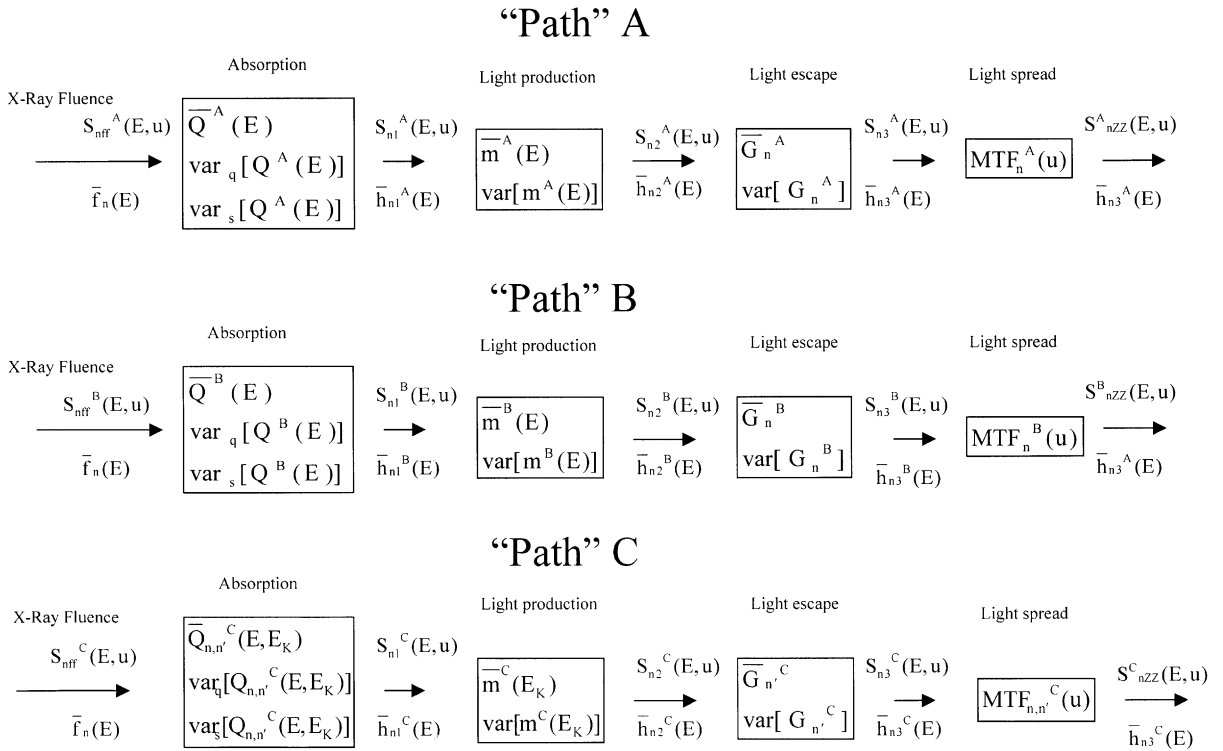 “Path” A
Absorption
Light production
Light escape
Light spread
X-Ray Fluence
S_nff^A(E,u)
f̅_n(E)
Q̅^A(E)
var_q[Q^A(E)]
var_s[Q^A(E)]
S_n1^A(E,u)
h̅_n1^A(E)
m̅^A(E)
var[m^A(E)]
S_n2^A(E,u)
h̅_n2^A(E)
G̅_n^A
var[G_n^A]
S_n3^A(E,u)
h̅_n3^A(E)
MTF_n^A(u)
S^A_nZZ(E,u)
h̅_n3^A(E)
“Path” B
Absorption
Light production
Light escape
Light spread
X-Ray Fluence
S_nff^B(E,u)
f̅_n(E)
Q̅^B(E)
var_q[Q^B(E)]
var_s[Q^B(E)]
S_n1^B(E,u)
h̅_n1^B(E)
m̅^B(E)
var[m^B(E)]
S_n2^B(E,u)
h̅_n2^B(E)
G̅_n^B
var[G_n^B]
S_n3^B(E,u)
h̅_n3^B(E)
MTF_n^B(u)
S^B_nZZ(E,u)
h̅_n3^A(E)
“Path” C
Absorption
Light production
Light escape
Light spread
X-Ray Fluence
S_nff^C(E,u)
f̅_n(E)
Q̅_n,n'^C(E,E_K)
var_q[Q_n,n'^C(E,E_K)]
var_s[Q_n,n'^C(E,E_K)]
S_n1^C(E,u)
h̅_n1^C(E)
m̅^C(E_K)
var[m^C(E_K)]
S_n2^C(E,u)
h̅_n2^C(E)
G̅_n'^C
var[G_n'^C]
S_n3^C(E,u)
h̅_n3^C(E)
MTF_n,n'^C(u)
S^C_nZZ(E,u)
h̅_n3^C(E)